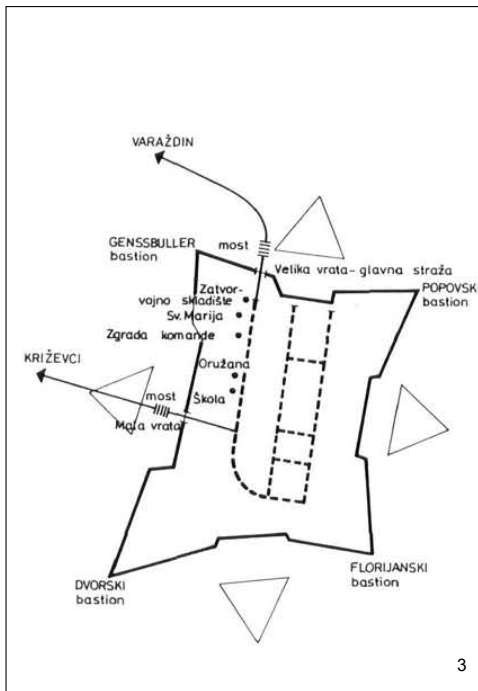 VARAŽDIN
GENSSBULLER
bastion
most
Velika vrata-glavna straža
POPOVSKI
bastion
Zatvor-
vojno skladište
Sv. Marija
Zgrada komande
KRIŽEVCI
Oružana
most
Škola
Mala vrata
DVORSKI
bastion
FLORIJANSKI
bastion
3